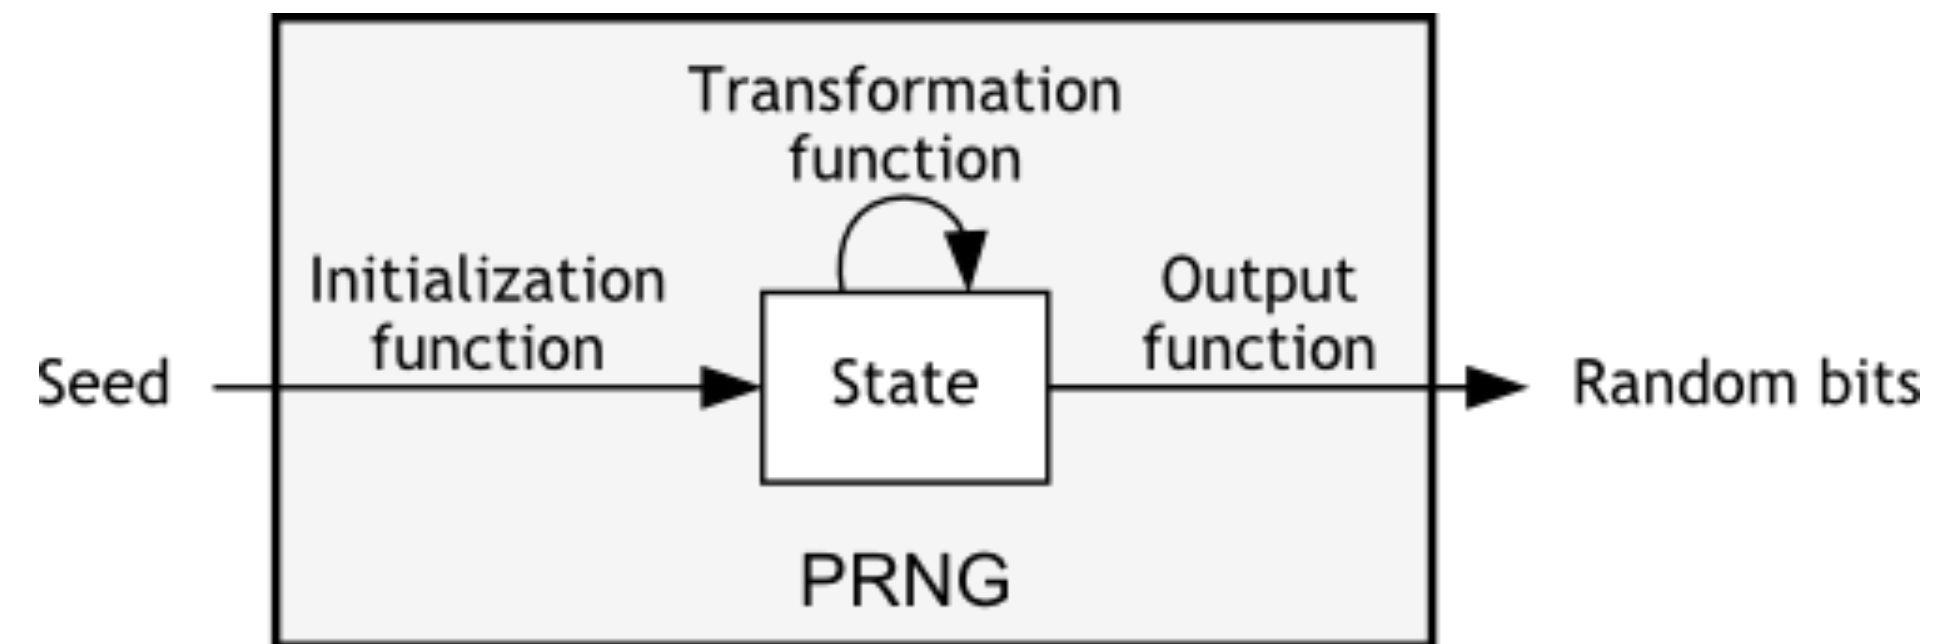 Transformation
function
Initialization
function
Output
function
Seed
State
Random bits
PRNG